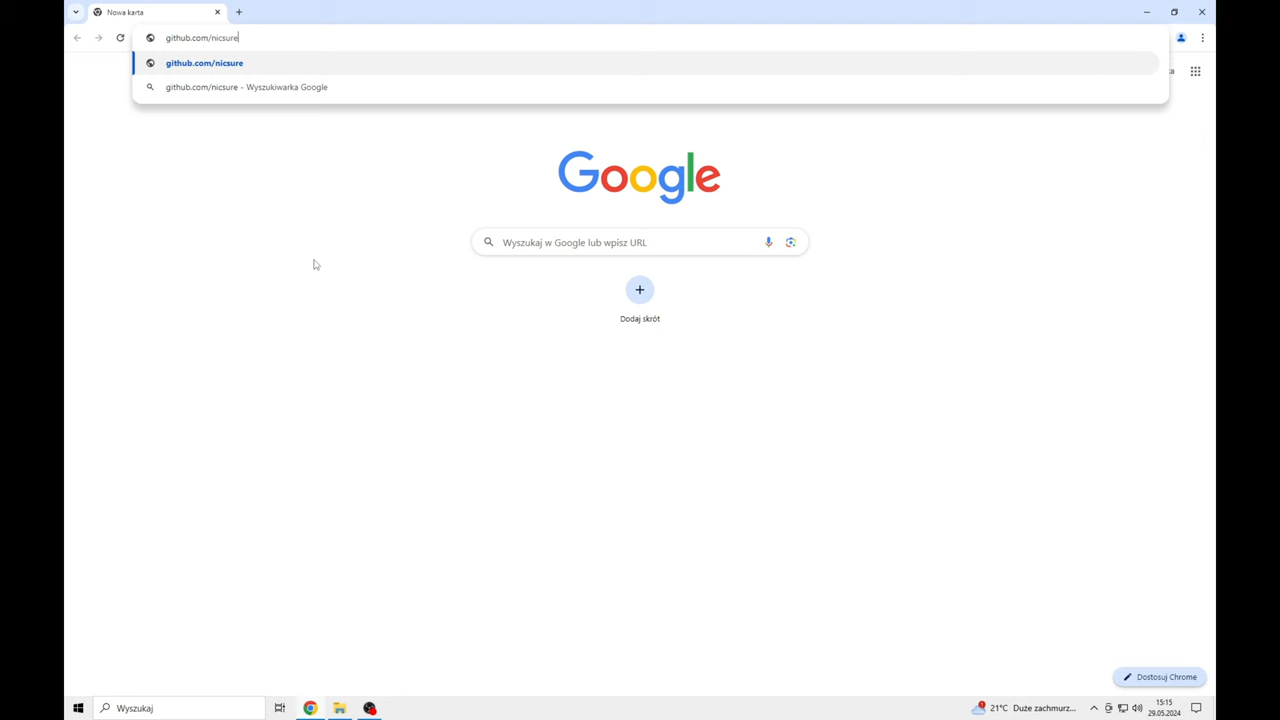 Nowa karta
github.com/nicsure
github.com/nicsure
github.com/nicsure - Wyszukiwarka Google
Google
Wyszukaj w Google lub wpisz URL
Dodaj skrót
Dostosuj Chrome
Wyszukaj
21°C Duże zachmurz...
15:15
29.05.2024